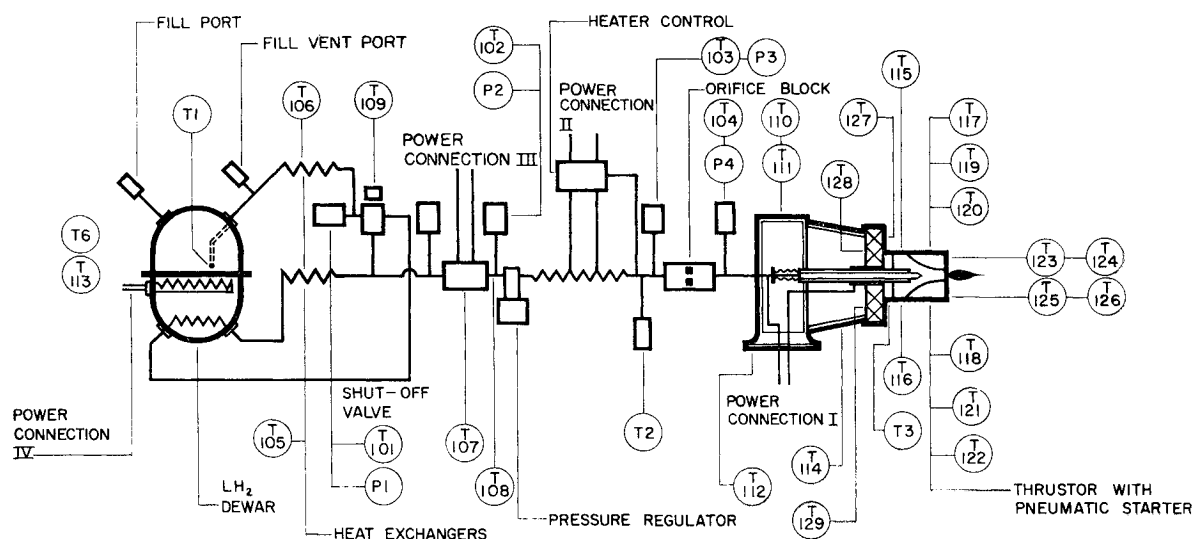 FILL PORT
FILL VENT PORT
HEATER CONTROL
T 102
P2
T 103
P3
ORIFICE BLOCK
POWER CONNECTION II
T 104
P4
T 110
T 111
T 115
T 127
T 117
T 119
T 120
T 128
T1
T 106
T 109
POWER CONNECTION III
T6
T 113
T 123
T 124
T 125
T 126
POWER CONNECTION IV
SHUT-OFF VALVE
T 105
T 101
P1
T 107
T 108
T2
POWER CONNECTION I
T 112
T 114
T 129
T 116
T3
T 118
T 121
T 122
LH2 DEWAR
HEAT EXCHANGERS
PRESSURE REGULATOR
THRUSTOR WITH PNEUMATIC STARTER